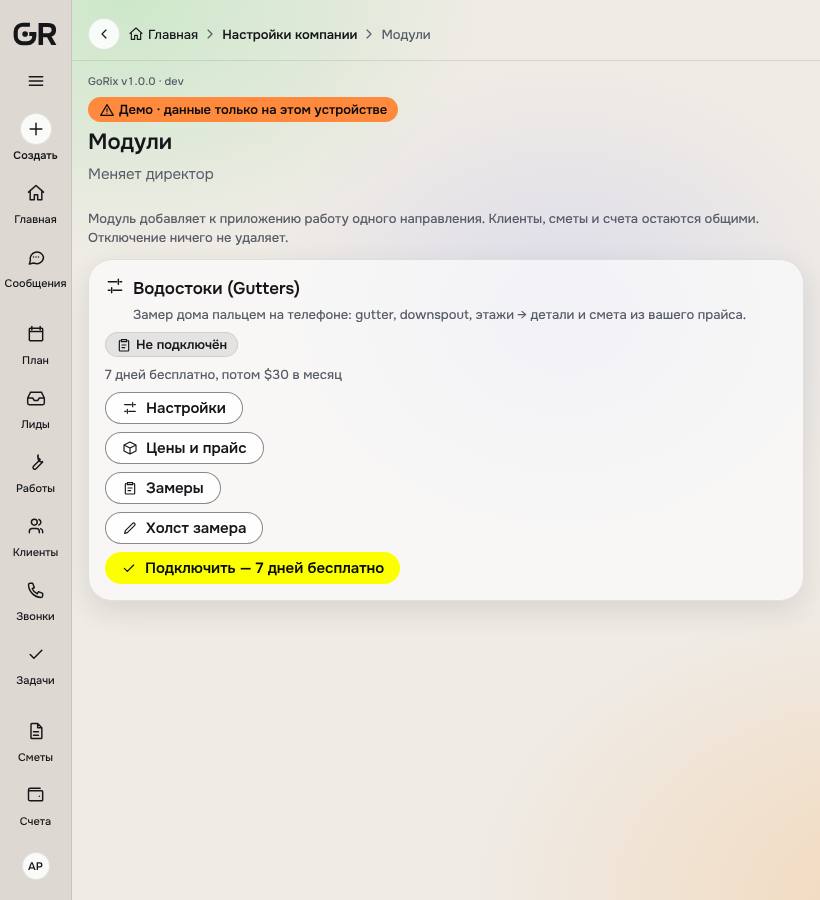 GR
Главная
Настройки компании
Модули
GoRix v1.0.0 · dev
Демо · данные только на этом устройстве
Модули
Меняет директор
Модуль добавляет к приложению работу одного направления. Клиенты, сметы и счета остаются общими.
Отключение ничего не удаляет.
Водостоки (Gutters)
Замер дома пальцем на телефоне: gutter, downspout, этажи → детали и смета из вашего прайса.
Не подключён
7 дней бесплатно, потом $30 в месяц
Настройки
Цены и прайс
Замеры
Холст замера
Подключить — 7 дней бесплатно
Создать
Главная
Сообщения
План
Лиды
Работы
Клиенты
Звонки
Задачи
Сметы
Счета
AP